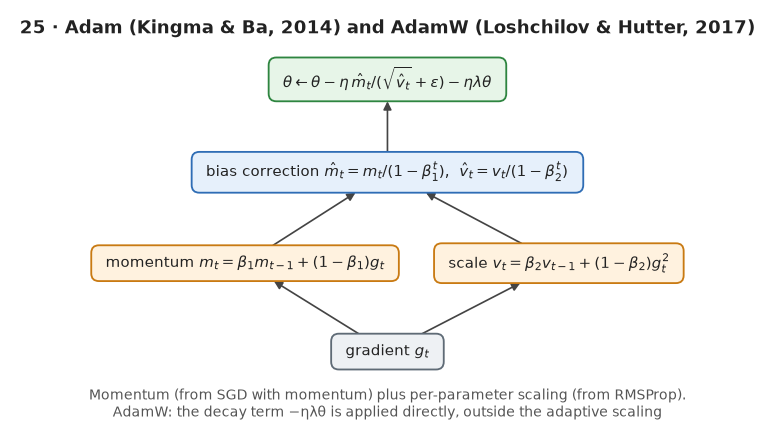 25 · Adam (Kingma & Ba, 2014) and AdamW (Loshchilov & Hutter, 2017)
θ ← θ − η m̂ₜ/(√v̂ₜ + ε) − ηλθ
bias correction m̂ₜ = mₜ/(1 − β₁ᵗ), v̂ₜ = vₜ/(1 − β₂ᵗ)
momentum mₜ = β₁mₜ₋₁ + (1 − β₁)gₜ
scale vₜ = β₂vₜ₋₁ + (1 − β₂)gₜ²
gradient gₜ
Momentum (from SGD with momentum) plus per-parameter scaling (from RMSProp).
AdamW: the decay term −ηλθ is applied directly, outside the adaptive scaling